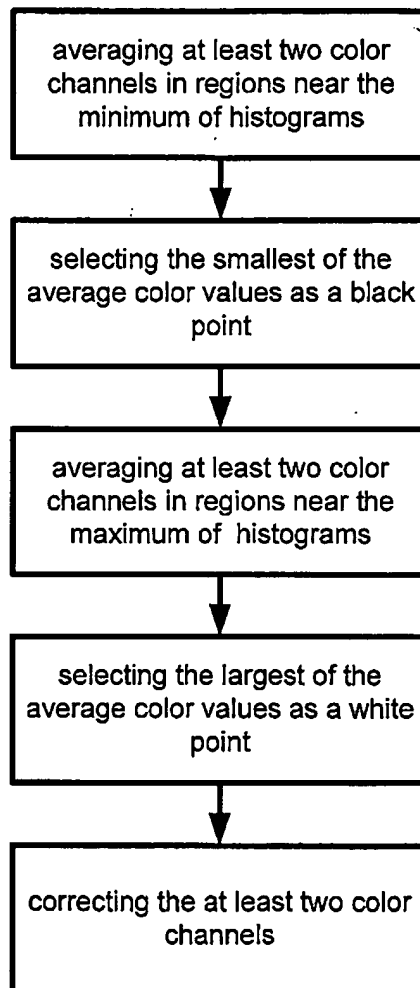 averaging at least two color
channels in regions near the
minimum of histograms
selecting the smallest of the
average color values as a black
point
averaging at least two color
channels in regions near the
maximum of histograms
selecting the largest of the
average color values as a white
point
correcting the at least two color
channels